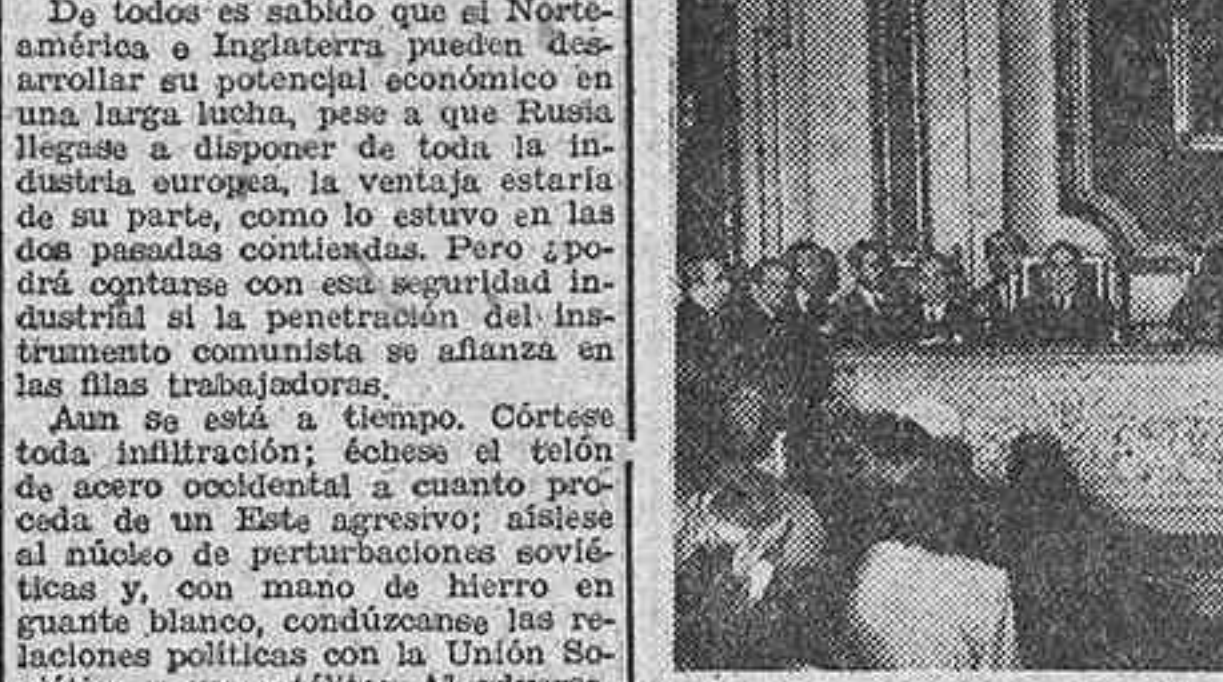 De todos es sabido que si Norte-
américa e Inglaterra pueden des-
arrollar su potencial económico en
una larga lucha, pese a que Rusia
llegase a disponer de toda la in-
dustria europea, la ventaja estaría
de su parte, como lo estuvo en las
dos pasadas contiendas. Pero ¿po-
drá contarse con esa seguridad in-
dustrial si la penetración del ins-
trumento comunista se afianza en
las filas trabajadoras.
Aun se está a tiempo. Córtese
toda infiltración; échese el telón
de acero occidental a cuanto pro-
ceda de un Este agresivo; aíslese
al núcleo de perturbaciones sovié-
ticas y, con mano de hierro en
guante blanco, condúzcanse las re-
laciones políticas con la Unión So-